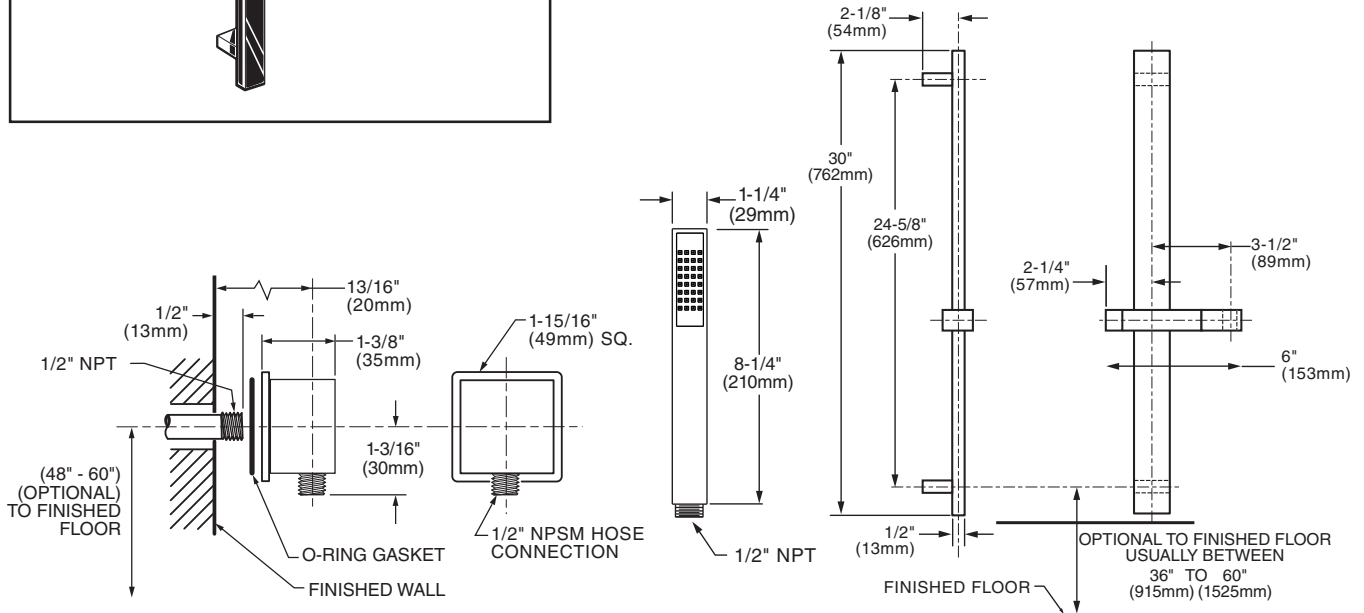 2-1/8"
(54mm)
30"
(762mm)
24-5/8"
(626mm)
3-1/2"
(89mm)
2-1/4"
(57mm)
6"
(153mm)
1/2"
(13mm)
OPTIONAL TO FINISHED FLOOR
USUALLY BETWEEN
36" TO 60"
(915mm) (1525mm)
FINISHED FLOOR
1-1/4"
(29mm)
8-1/4"
(210mm)
1/2" NPT
13/16"
(20mm)
1/2"
(13mm)
1-3/8"
(35mm)
1/2" NPT
1-15/16"
(49mm) SQ.
1-3/16"
(30mm)
(48" - 60")
(OPTIONAL)
TO FINISHED
FLOOR
1/2" NPSM HOSE
CONNECTION
O-RING GASKET
FINISHED WALL